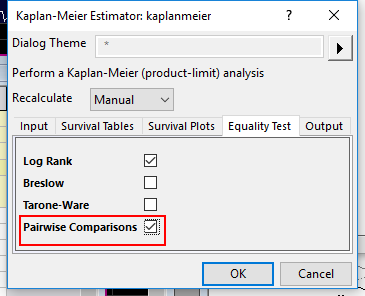 Kaplan-Meier Estimator: kaplanmeier
Dialog Theme *
Perform a Kaplan-Meier (product-limit) analysis
Recalculate Manual
Input Survival Tables Survival Plots Equality Test Output
Log Rank
Breslow
Tarone-Ware
Pairwise Comparisons
OK Cancel